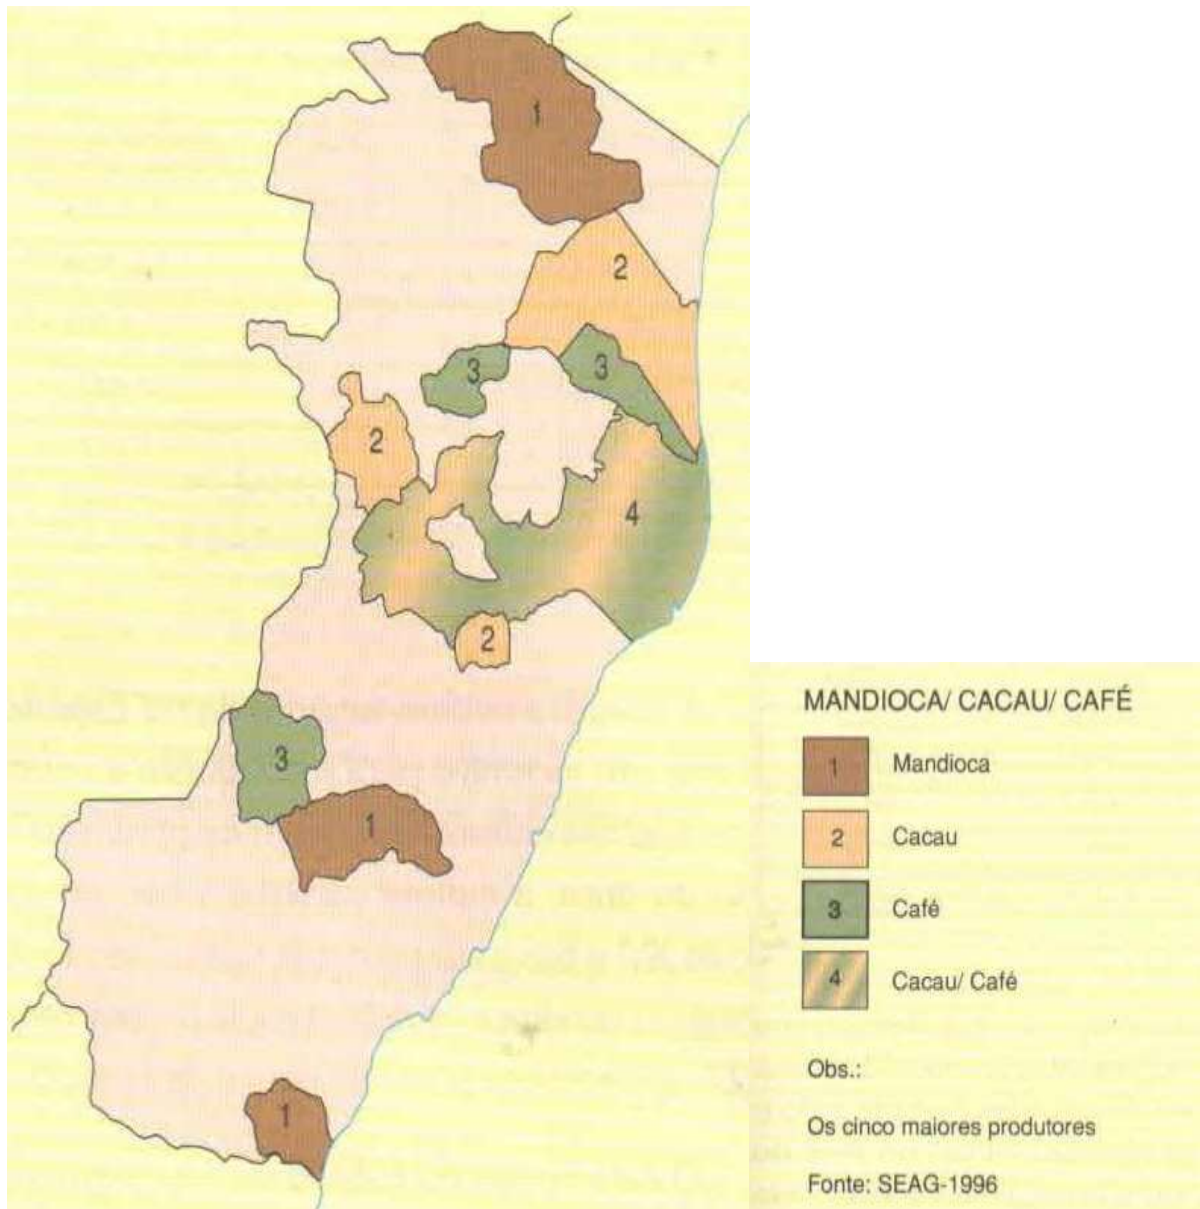 1
2
3
3
2
4
2
3
1
1
MANDIOCA/ CACAU/ CAFÉ
1 Mandioca
2 Cacau
3 Café
4 Cacau/ Café
Obs.:
Os cinco maiores produtores
Fonte: SEAG-1996